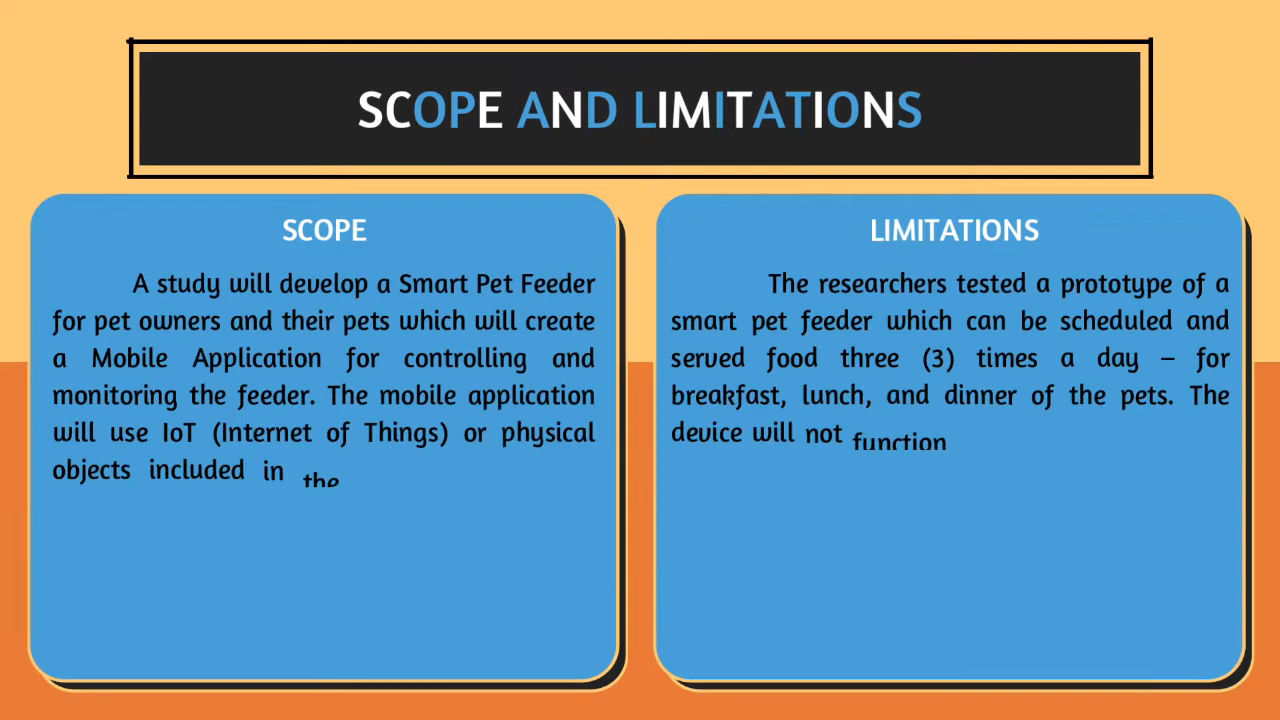 SCOPE AND LIMITATIONS
SCOPE
A study will develop a Smart Pet Feeder
for pet owners and their pets which will create
a Mobile Application for controlling and
monitoring the feeder. The mobile application
will use IoT (Internet of Things) or physical
objects included in the
LIMITATIONS
The researchers tested a prototype of a
smart pet feeder which can be scheduled and
served food three (3) times a day – for
breakfast, lunch, and dinner of the pets. The
device will not function